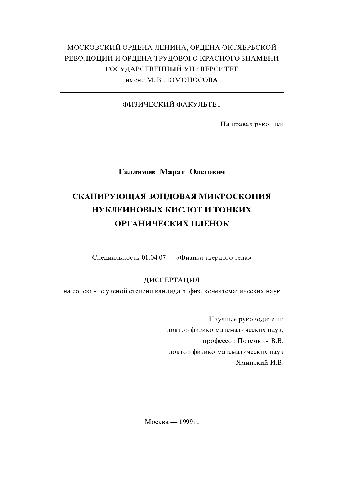 МОСКОВСКИЙ ОРДЕНА ЛЕНИНА, ОРДЕНА ОКТЯБРЬСКОЙ
РЕВОЛЮЦИИ И ОРДЕНА ТРУДОВОГО КРАСНОГО ЗНАМЕНИ
ГОСУДАРСТВЕННЫЙ УНИВЕРСИТЕТ
имени М.В. ЛОМОНОСОВА
ФИЗИЧЕСКИЙ ФАКУЛЬТЕТ
На правах рукописи
Галлямов Марат Олегович
СКАНИРУЮЩАЯ ЗОНДОВАЯ МИКРОСКОПИЯ
НУКЛЕИНОВЫХ КИСЛОТ И ТОНКИХ
ОРГАНИЧЕСКИХ ПЛЕНОК
Специальность 01.04.07 — «Физика твердого тела»
ДИССЕРТАЦИЯ
на соискание ученой степени кандидата физико-математических наук
Научные руководители:
доктор физико-математических наук,
профессор В.В.
доктор физико-математических наук
Яминский И.В.
Москва — 1999 г.